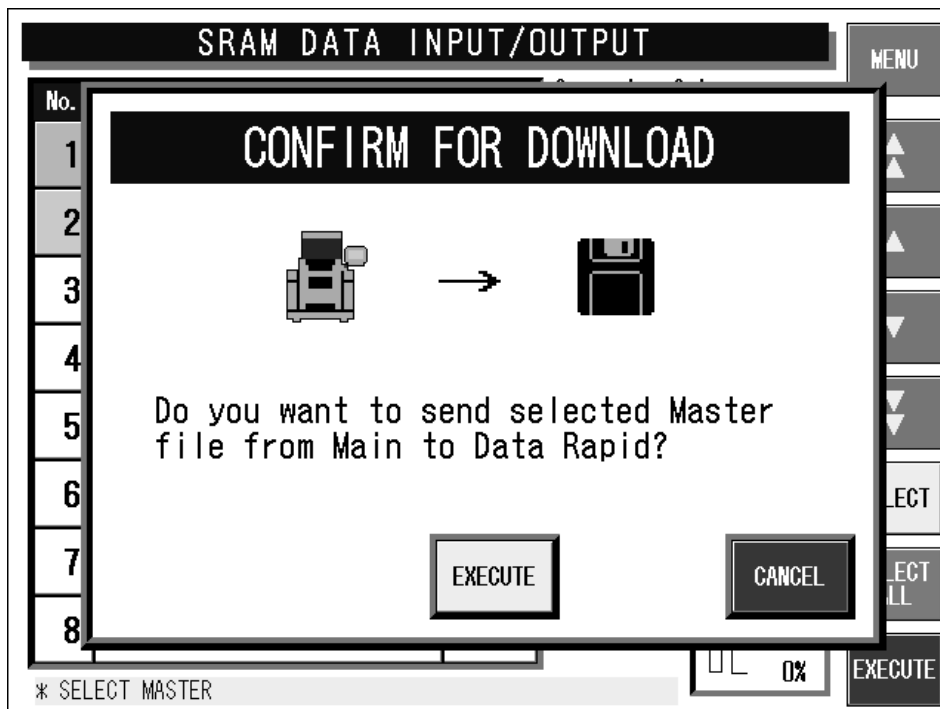 SRAM DATA INPUT/OUTPUT
MENU
No.
CONFIRM FOR DOWNLOAD
1
2
3
4
5
6
7
8
Do you want to send selected Master
file from Main to Data Rapid?
EXECUTE
CANCEL
0%
EXECUTE
* SELECT MASTER